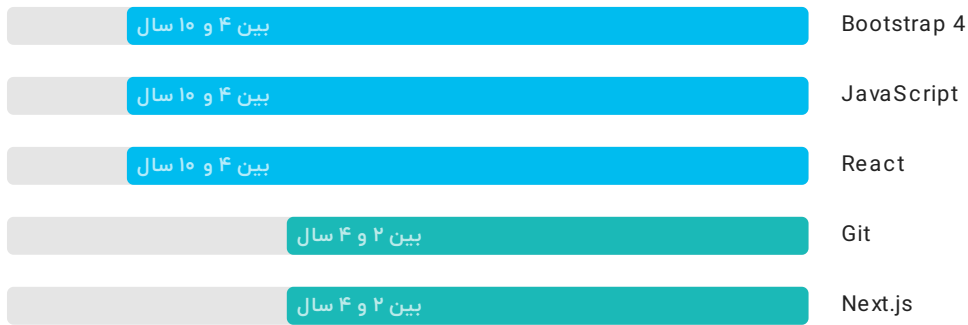 Bootstrap 4
بین ۴ و ۱۰ سال
JavaScript
بین ۴ و ۱۰ سال
React
بین ۴ و ۱۰ سال
Git
بین ۲ و ۴ سال
Next.js
بین ۲ و ۴ سال